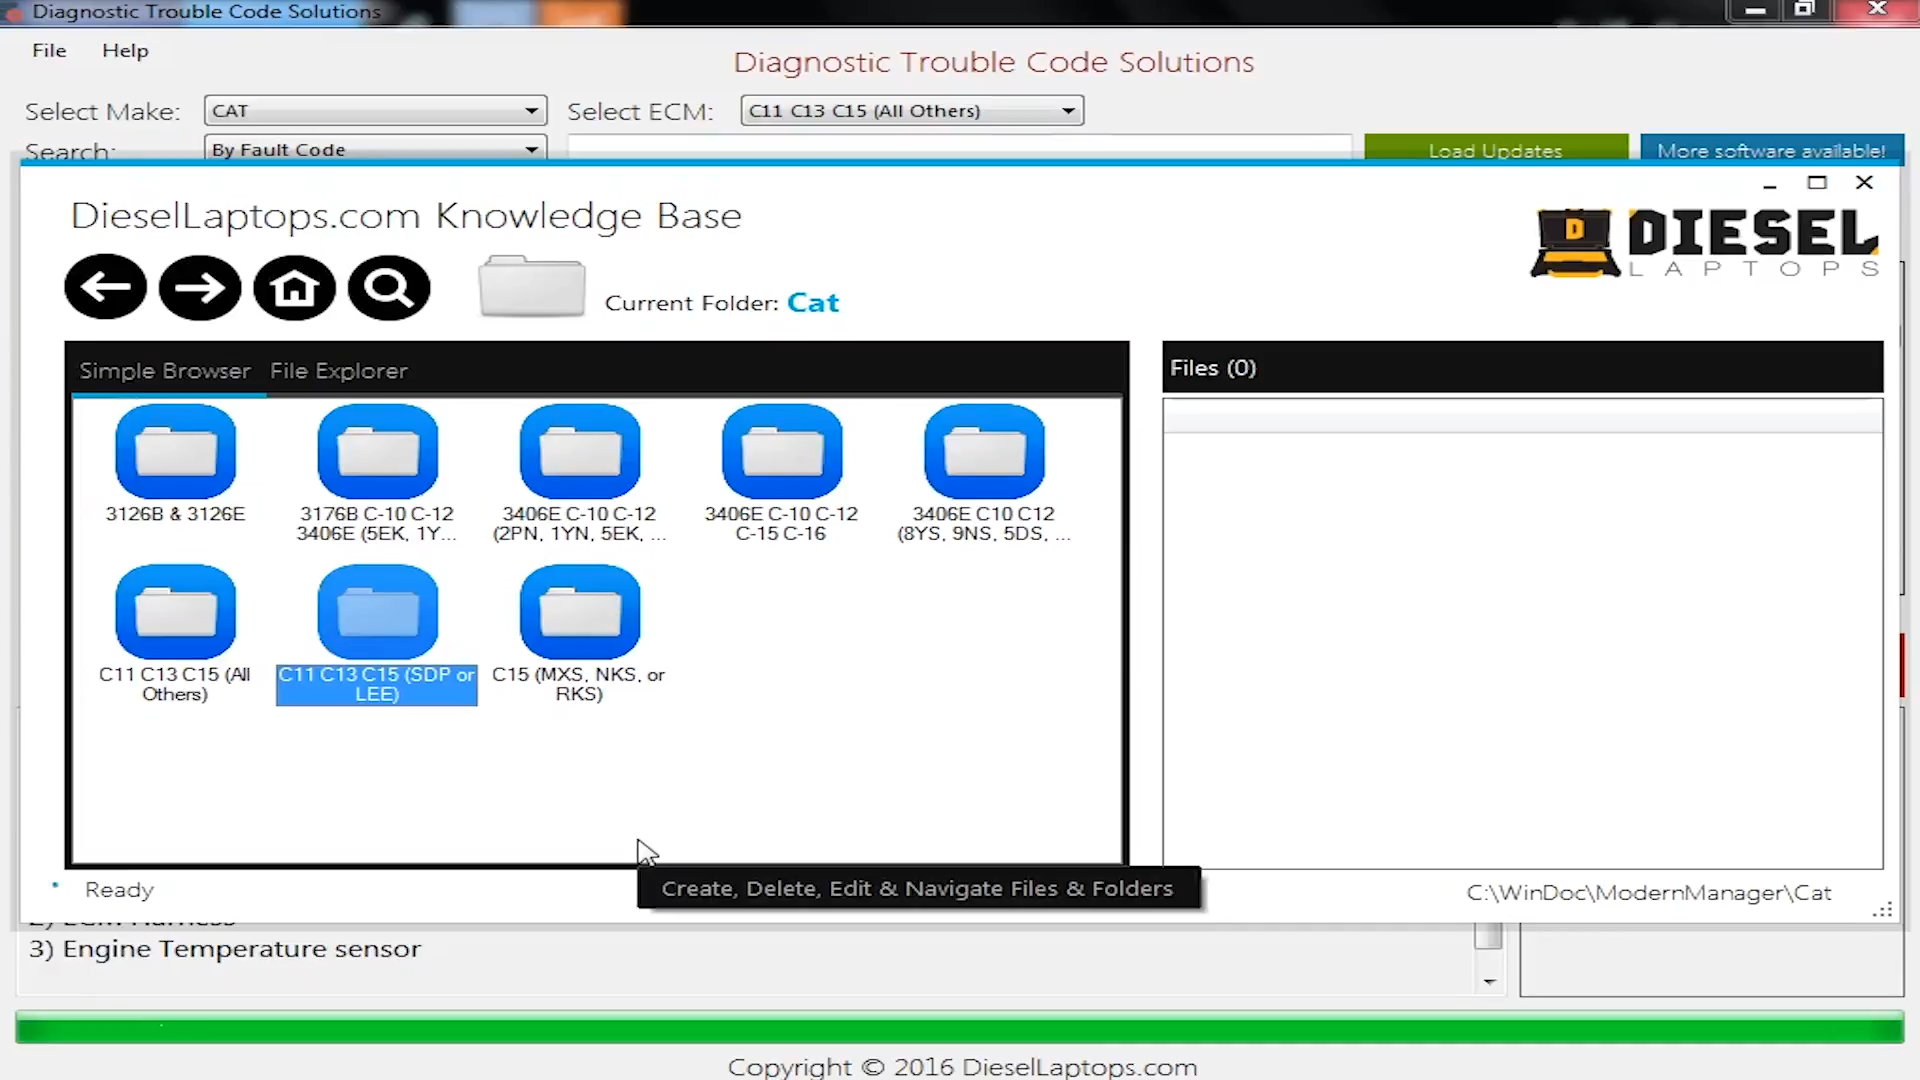 Diagnostic Trouble Code Solutions
File Help
Diagnostic Trouble Code Solutions
Select Make: CAT Select ECM: C11 C13 C15 (All Others)
Search: By Fault Code Load Updates More software available!
DieselLaptops.com Knowledge Base
DIESEL
LAPTOPS
Current Folder: Cat
Simple Browser File Explorer
Files (0)
3126B & 3126E
3176B C-10 C-12
3406E (5EK, 1Y...
3406E C-10 C-12
(2PN, 1YN, 5EK, ...
3406E C-10 C-12
C-15 C-16
3406E C10 C12
(8YS, 9NS, 5DS, ...
C11 C13 C15 (All
Others)
C11 C13 C15 (SDP or
LEE)
C15 (MXS, NKS, or
RKS)
Create, Delete, Edit & Navigate Files & Folders
Ready
C:\WinDoc\ModernManager\Cat
2) ECM Harness
3) Engine Temperature sensor
Copyright © 2016 DieselLaptops.com